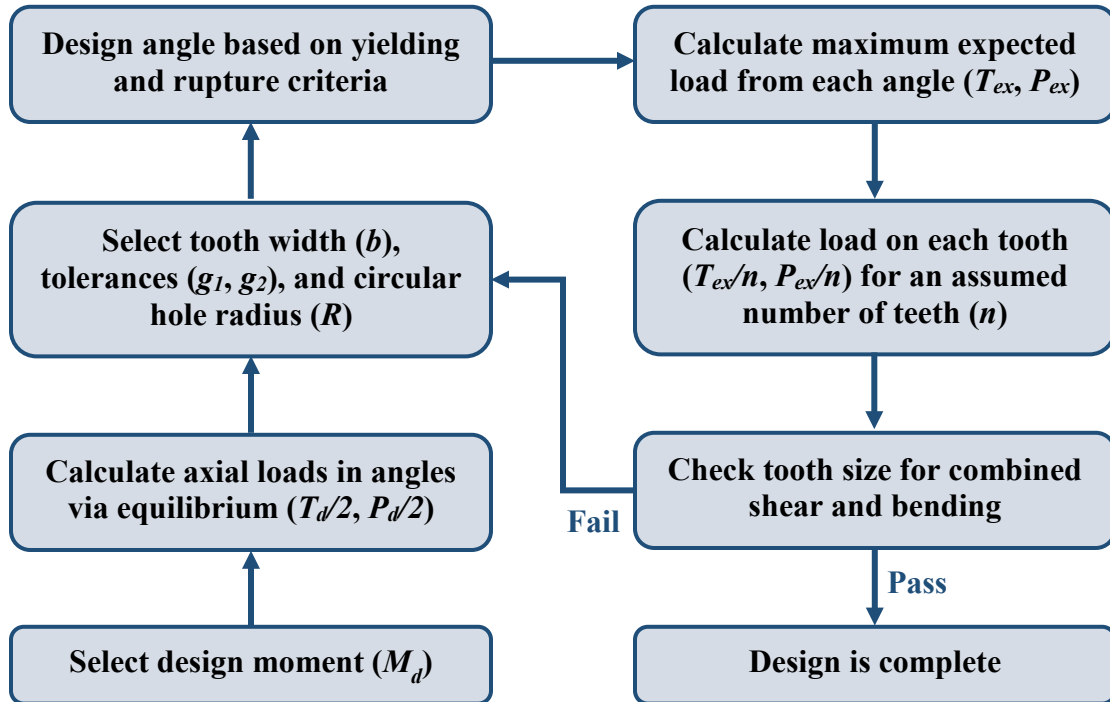 Design angle based on yielding
and rupture criteria
Calculate maximum expected
load from each angle (Tex, Pex)
Select tooth width (b),
tolerances (g1, g2), and circular
hole radius (R)
Calculate load on each tooth
(Tex/n, Pex/n) for an assumed
number of teeth (n)
Calculate axial loads in angles
via equilibrium (Td/2, Pd/2)
Check tooth size for combined
shear and bending
Fail
Pass
Select design moment (Md)
Design is complete